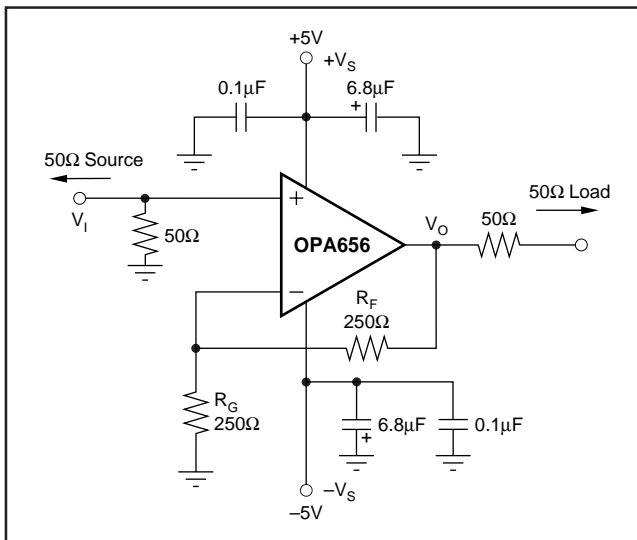 +5V
+V_S
0.1μF
6.8μF
+
50Ω Source
50Ω Load
V_I
+
V_O
50Ω
50Ω
OPA656
−
R_F
250Ω
R_G
250Ω
6.8μF
0.1μF
+
−V_S
−5V